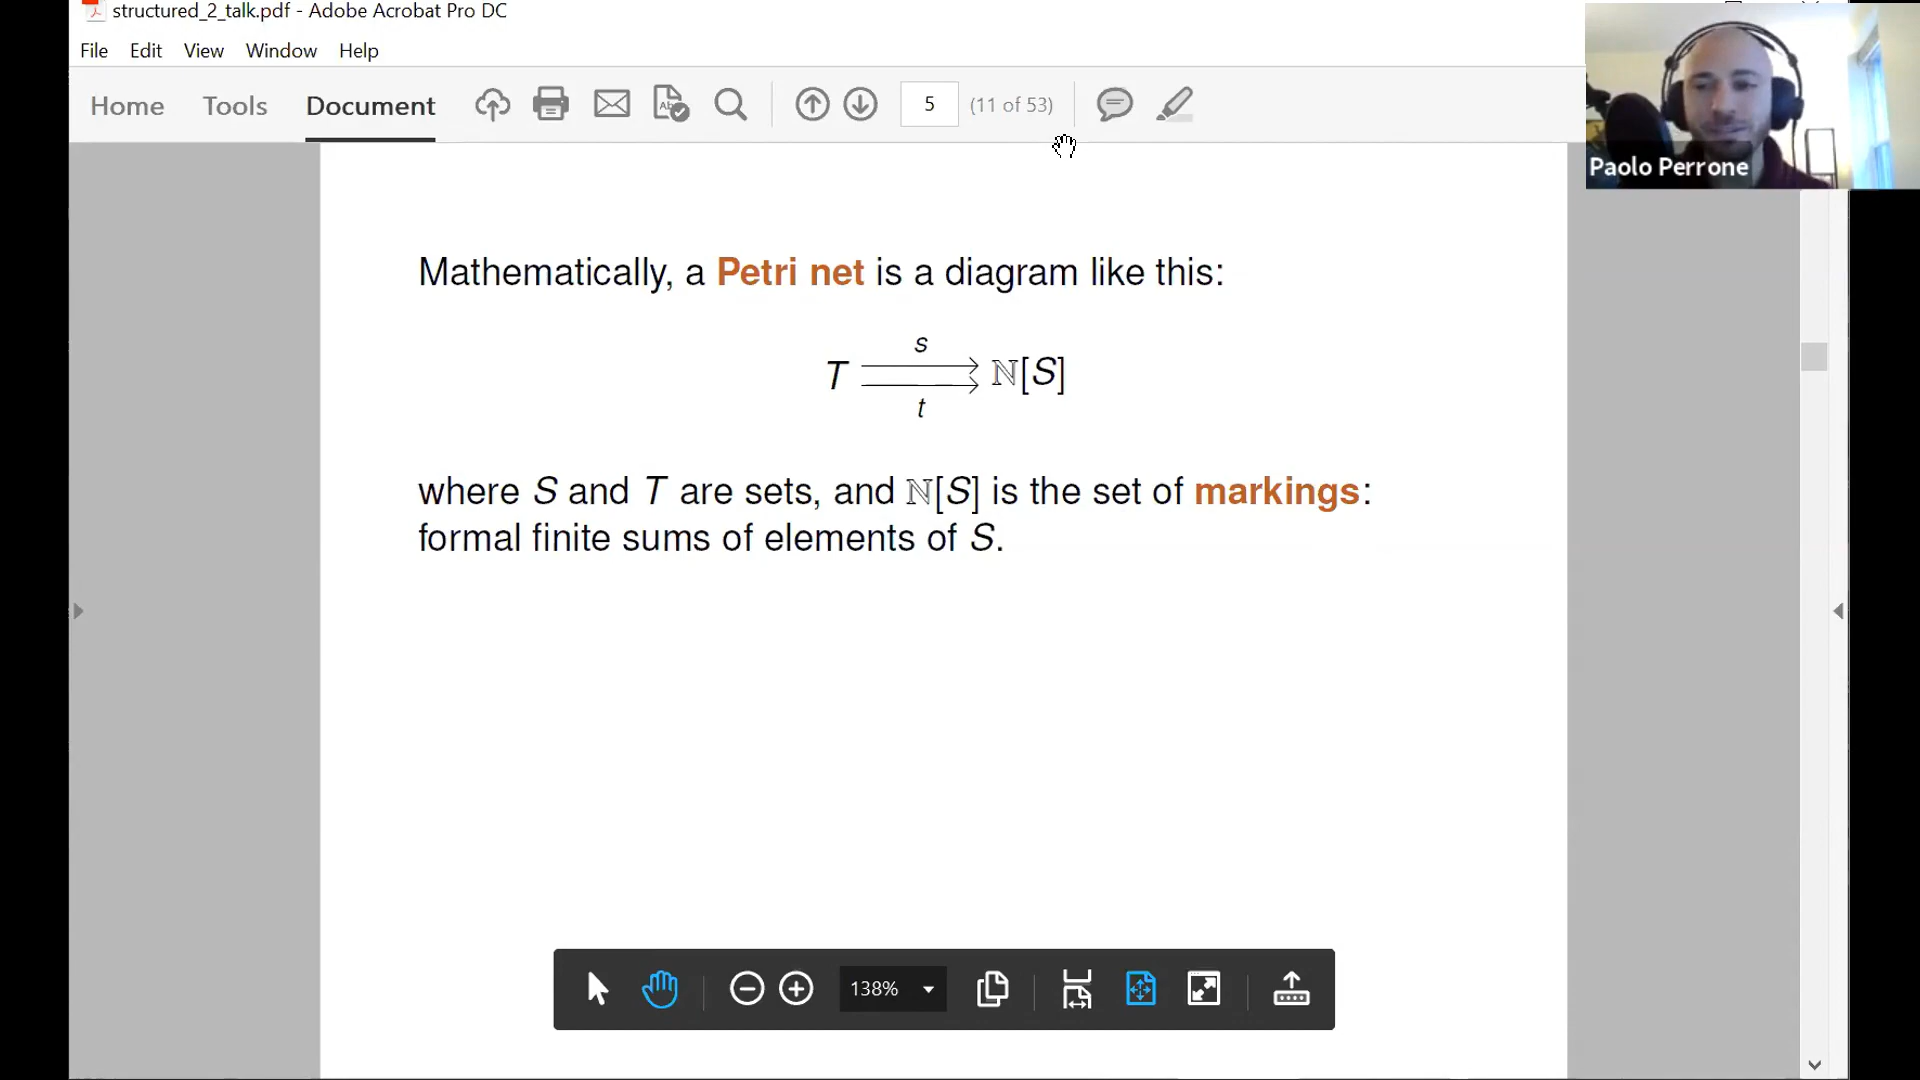 structured_2_talk.pdf - Adobe Acrobat Pro DC
File Edit View Window Help
Home Tools Document 5 (11 of 53)
Paolo Perrone
Mathematically, a Petri net is a diagram like this:
s
T ℕ[S]
t
where S and T are sets, and ℕ[S] is the set of markings:
formal finite sums of elements of S.
138%